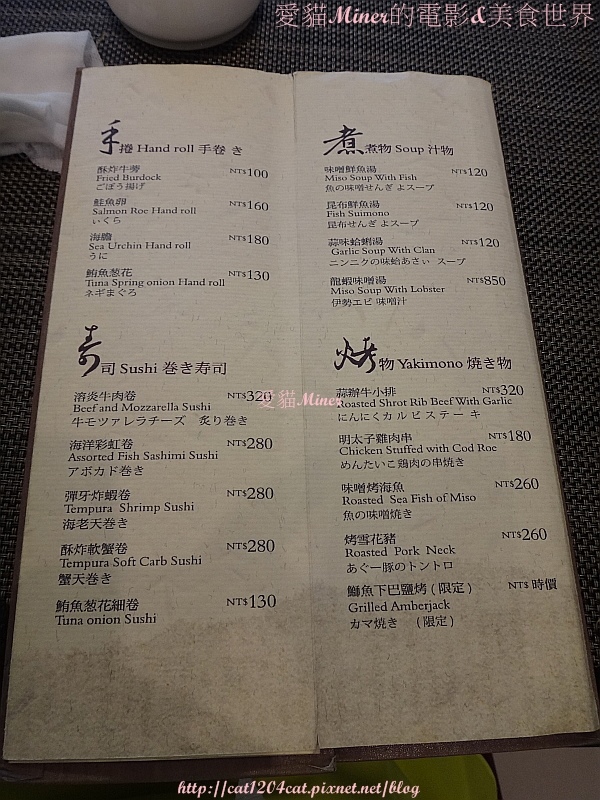 愛貓Miner的電影&美食世界
手捲 Hand roll 手卷 き
酥炸牛蒡 NT$100
Fried Burdock
ごぼう揚げ
鮭魚卵 NT$160
Salmon Roe Hand roll
いくら
海膽 NT$180
Sea Urchin Hand roll
うに
鮪魚葱花 NT$130
Tuna Spring onion Hand roll
ネギまぐろ
寿司 Sushi 巻き寿司
溶炎牛肉卷 NT$320
Beef and Mozzarella Sushi
牛モツァレラチーズ 炙り巻き
海洋彩虹卷 NT$280
Assorted Fish Sashimi Sushi
アボカド巻き
彈牙炸蝦卷 NT$280
Tempura Shrimp Sushi
海老天巻き
酥炸軟蟹卷 NT$280
Tempura Soft Carb Sushi
蟹天巻き
鮪魚葱花細卷 NT$130
Tuna onion Sushi
煮煮物 Soup 汁物
味噌鮮魚湯 NT$120
Miso Soup With Fish
魚の味噌せんぎよスープ
昆布鮮魚湯 NT$120
Fish Suimono
昆布せんぎよスープ
蒜味蛤蜊湯 NT$120
Garlic Soup With Clan
ニンニクの味蛤あさぃ スープ
龍蝦味噌湯 NT$850
Miso Soup With Lobster
伊勢エビ 味噌汁
烤物 Yakimono 焼き物
蒜辦牛小排 NT$320
Roasted Shrot Rib Beef With Garlic
にんにくカルビステーキ
明太子雞肉串 NT$180
Chicken Stuffed with Cod Roe
めんたいこ鶏肉の串焼き
味噌烤海魚 NT$260
Roasted Sea Fish of Miso
魚の味噌焼き
烤雪花豬 NT$260
Roasted Pork Neck
あぐー豚のトントロ
鰤魚下巴鹽烤(限定) NT$ 時價
Grilled Amberjack
カマ焼き (限定)
愛貓Miner
http://cat1204cat.pixnet.net/blog